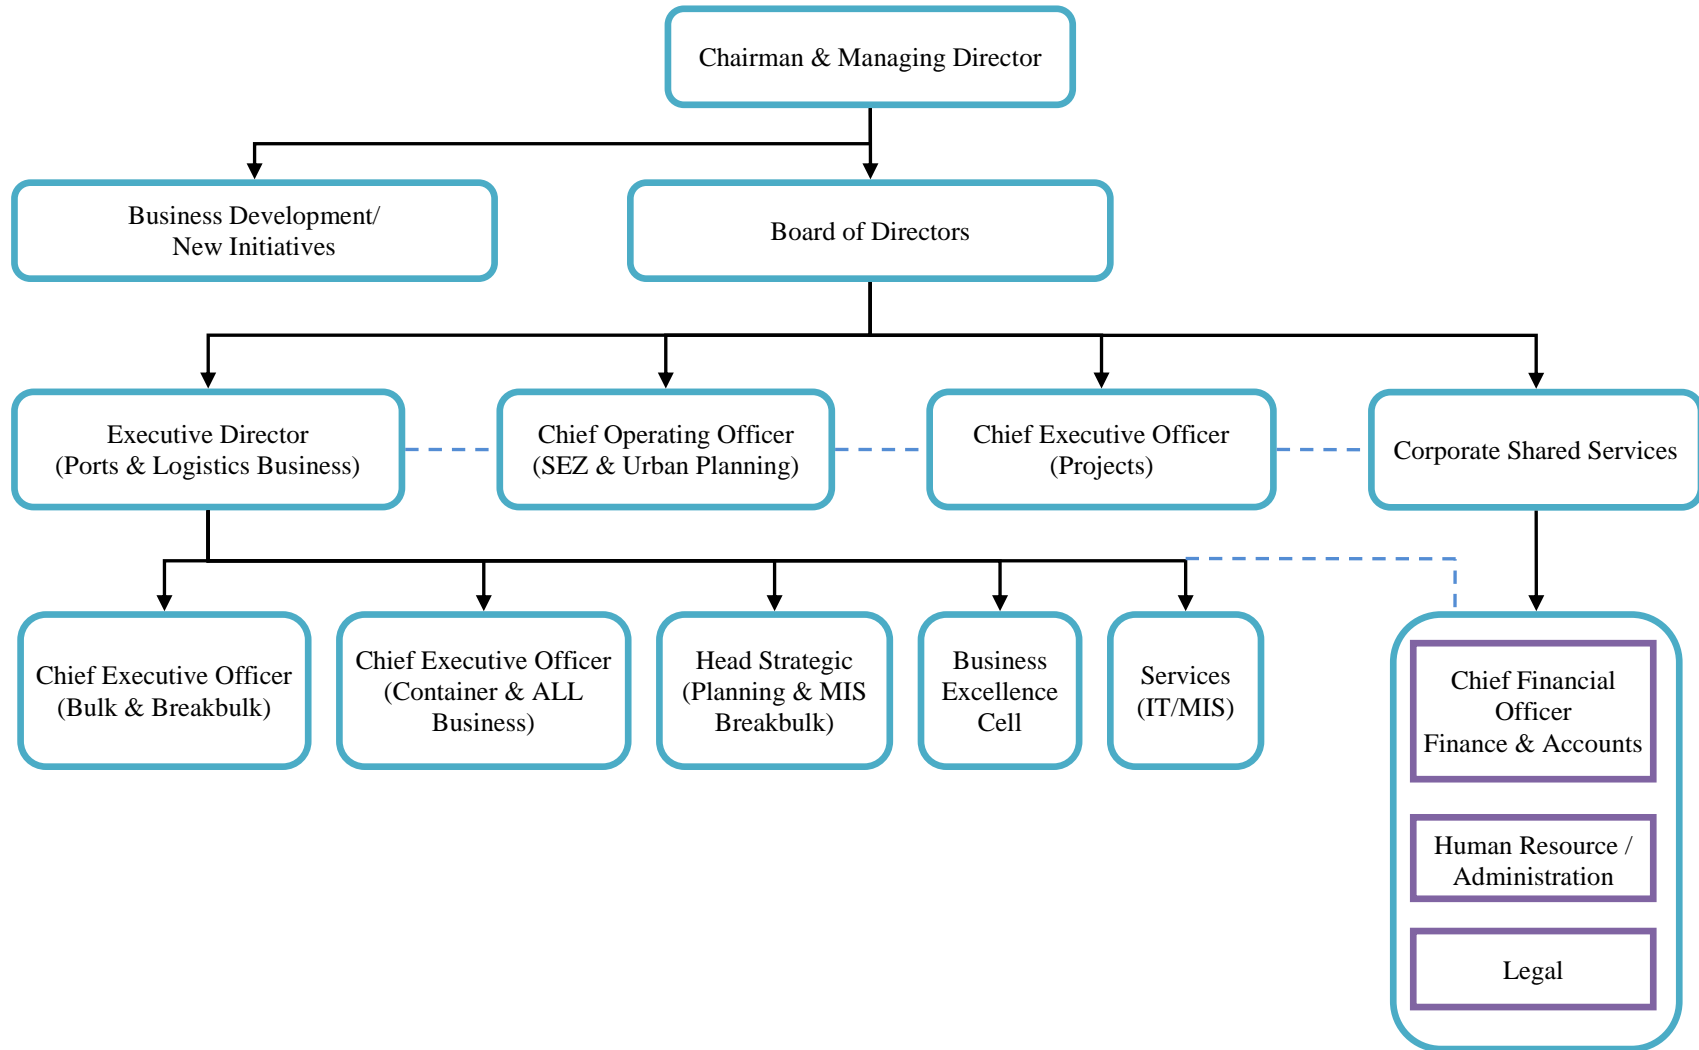 Chairman & Managing Director
Business Development/
New Initiatives
Board of Directors
Executive Director
(Ports & Logistics Business)
Chief Operating Officer
(SEZ & Urban Planning)
Chief Executive Officer
(Projects)
Corporate Shared Services
Chief Executive Officer
(Bulk & Breakbulk)
Chief Executive Officer
(Container & ALL
Business)
Head Strategic
(Planning & MIS
Breakbulk)
Business
Excellence
Cell
Services
(IT/MIS)
Chief Financial
Officer
Finance & Accounts
Human Resource /
Administration
Legal